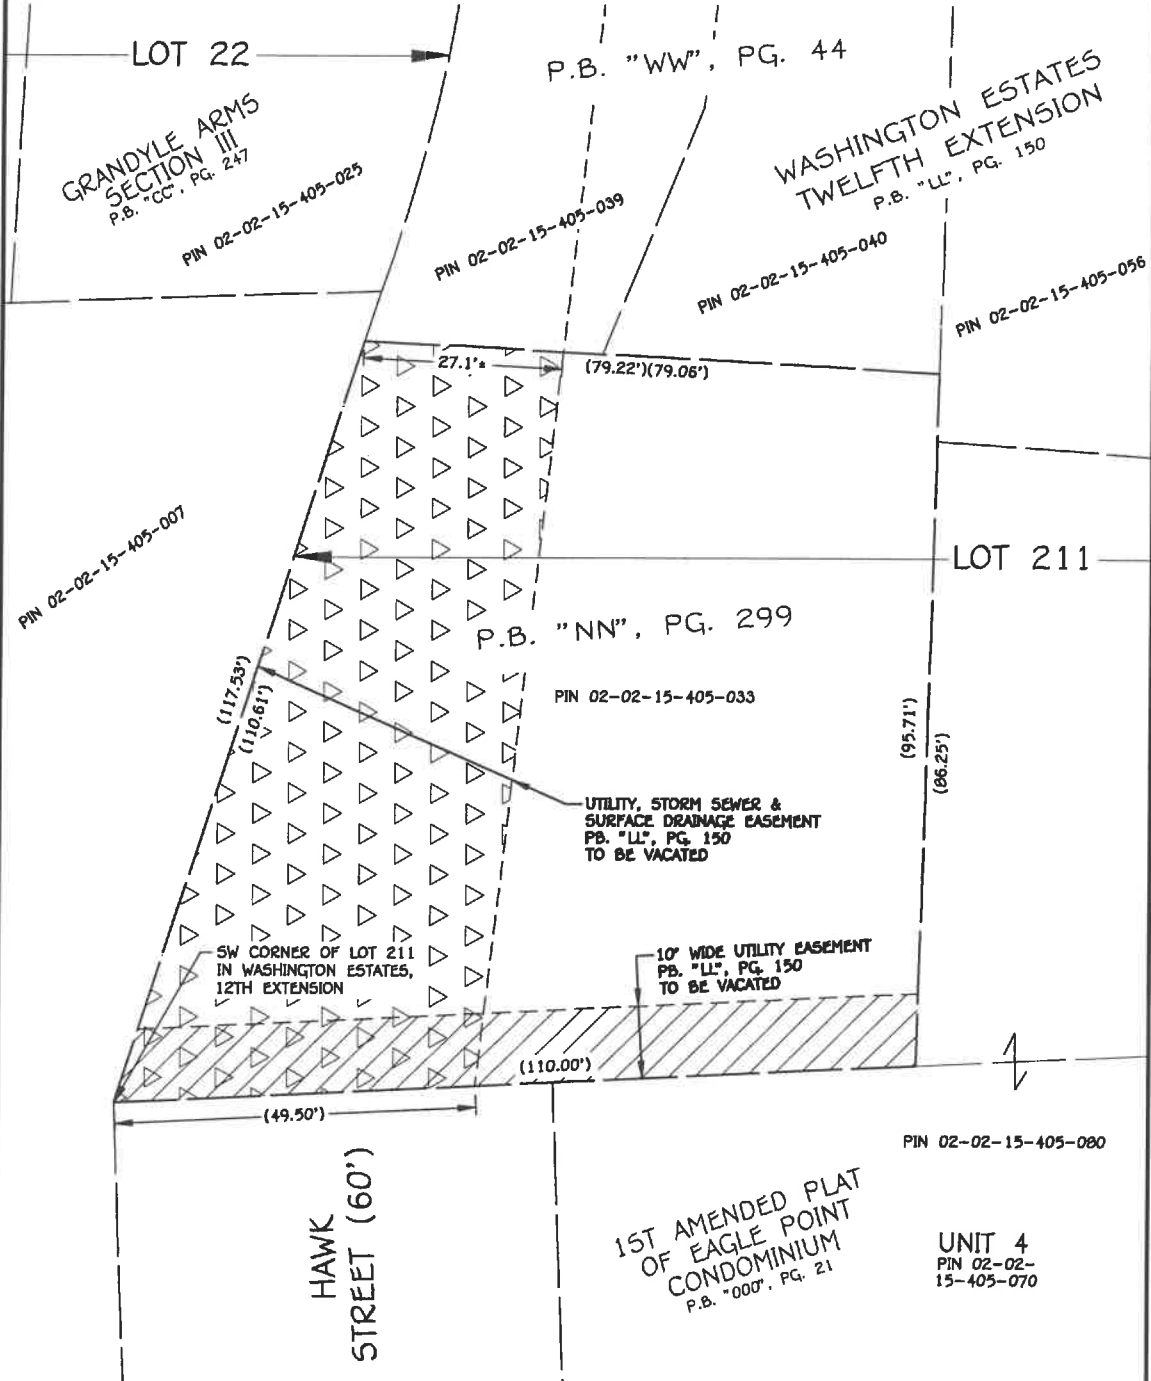 LOT 22
P.B. "WW", PG. 44
GRANDYLE ARMS
SECTION III
P.B. "CC", PG. 247
WASHINGTON ESTATES
TWELFTH EXTENSION
P.B. "LL", PG. 150
PIN 02-02-15-405-025
PIN 02-02-15-405-039
PIN 02-02-15-405-040
PIN 02-02-15-405-056
27.1'±
(79.22')(79.06')
PIN 02-02-15-405-007
LOT 211
P.B. "NN", PG. 299
PIN 02-02-15-405-033
(117.53')
(110.61')
(95.71')
(86.25')
UTILITY, STORM SEWER &
SURFACE DRAINAGE EASEMENT
PB. "LL", PG. 150
TO BE VACATED
SW CORNER OF LOT 211
IN WASHINGTON ESTATES,
12TH EXTENSION
10' WIDE UTILITY EASEMENT
PB. "LL", PG. 150
TO BE VACATED
(110.00')
(49.50')
HAWK
STREET (60')
PIN 02-02-15-405-080
1ST AMENDED PLAT
OF EAGLE POINT
CONDOMINIUM
P.B. "OOO", PG. 21
UNIT 4
PIN 02-02-
15-405-070